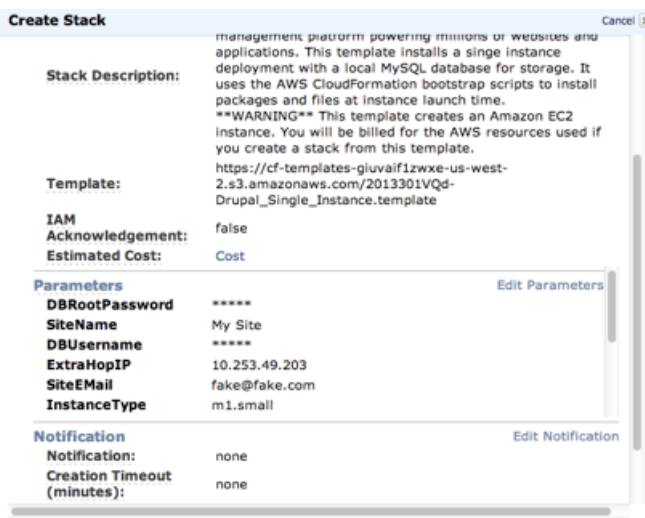 Create Stack
Cancel
management platform powering millions of websites and
applications. This template installs a singe instance
deployment with a local MySQL database for storage. It
uses the AWS CloudFormation bootstrap scripts to install
packages and files at instance launch time.
**WARNING** This template creates an Amazon EC2
instance. You will be billed for the AWS resources used if
you create a stack from this template.
Stack Description:
https://cf-templates-giuvaif1zwxe-us-west-
2.s3.amazonaws.com/2013301VQd-
Drupal_Single_Instance.template
Template:
IAM
Acknowledgement:
false
Estimated Cost:
Cost
Parameters
Edit Parameters
DBRootPassword
*****
SiteName
My Site
DBUsername
*****
ExtraHopIP
10.253.49.203
SiteEMail
fake@fake.com
InstanceType
m1.small
Notification
Edit Notification
Notification:
none
Creation Timeout
(minutes):
none